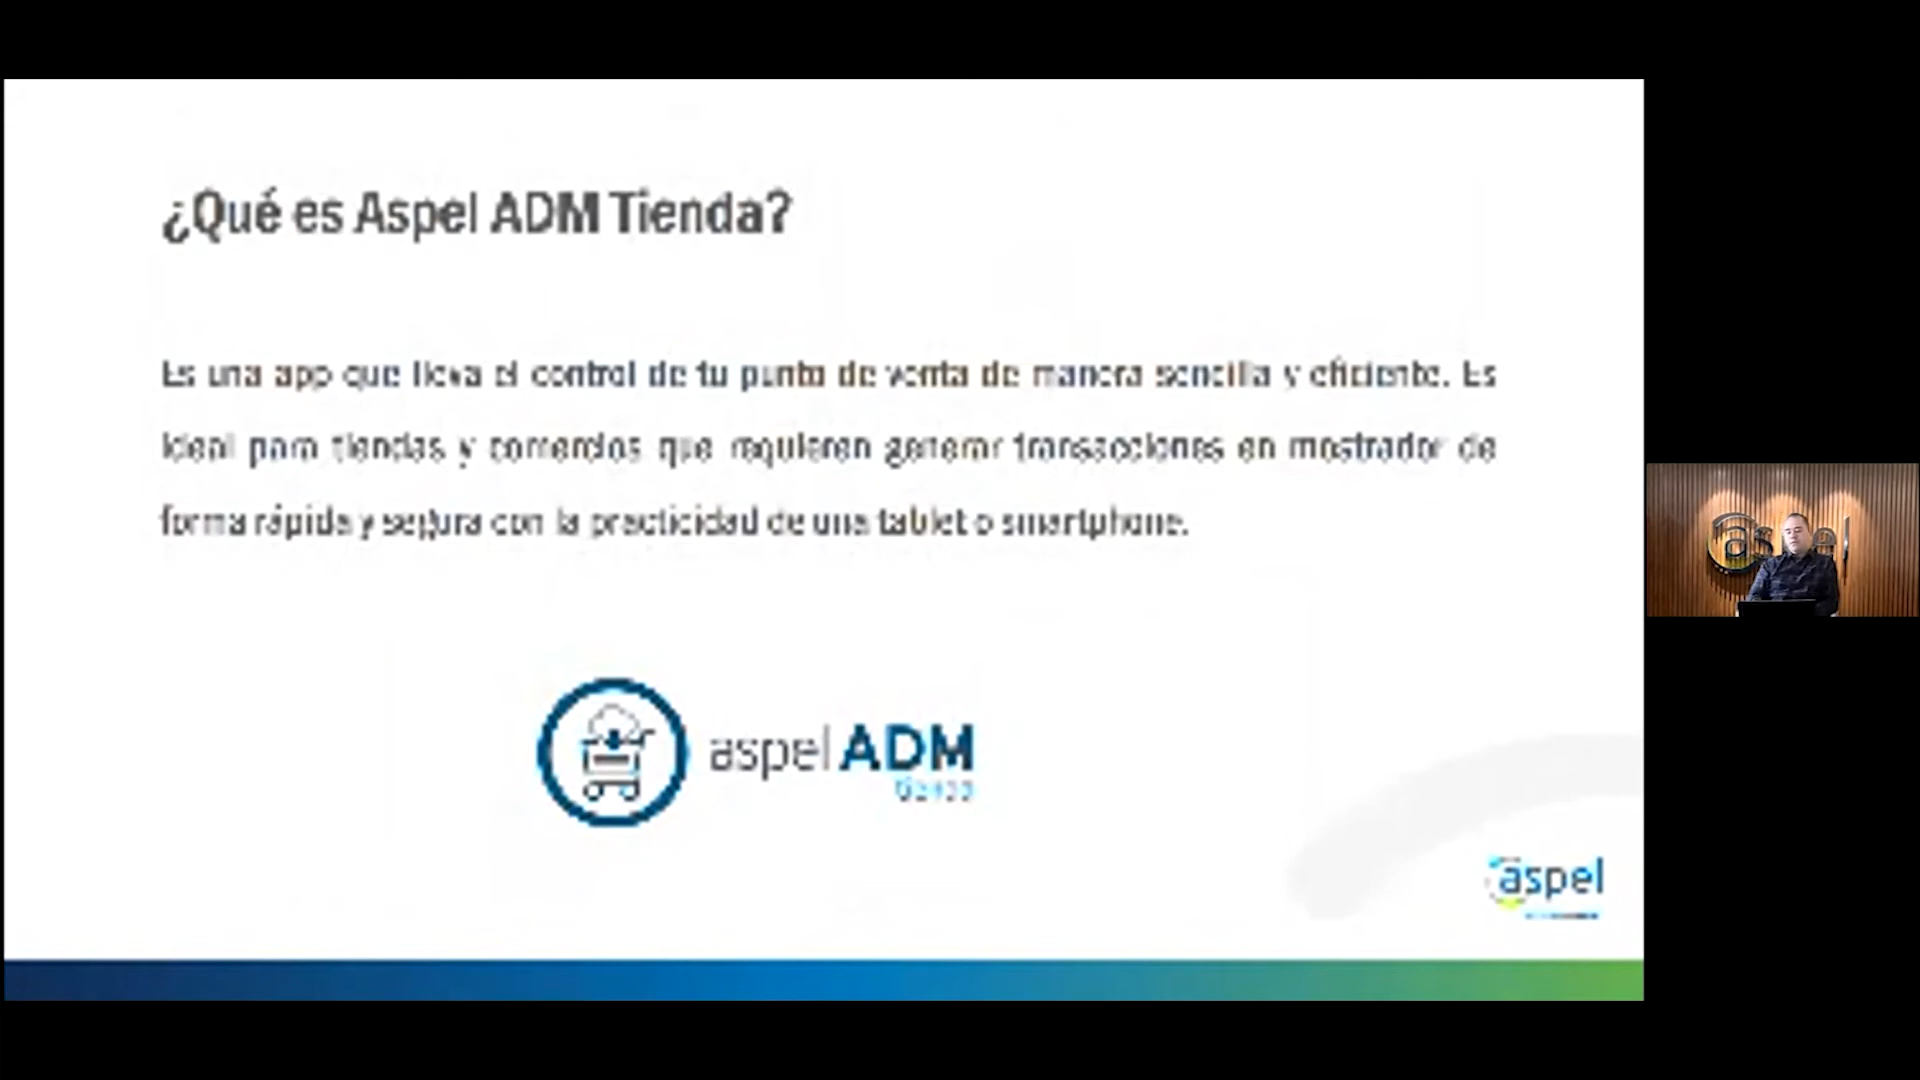 ¿Qué es Aspel ADM Tienda?
Es una app que lleva el control de tu punto de venta de manera sencilla y eficiente. Es
ideal para tiendas y comercios que requieren generar transacciones en mostrador de
forma rápida y segura con la practicidad de una tablet o smartphone.
aspel ADM
aspel
aspel